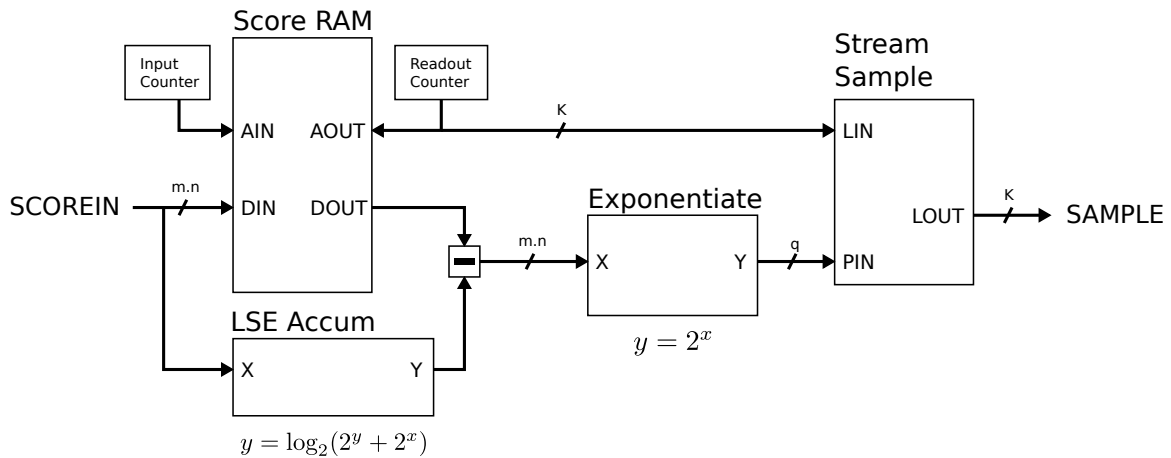 Score RAM
Input
Counter
Readout
Counter
Stream
Sample
K
AIN
AOUT
LIN
m.n
SCOREIN
DIN
DOUT
Exponentiate
K
LOUT
SAMPLE
m.n
q
X
Y
PIN
LSE Accum
y = 2^x
X
Y
y = log₂(2^y + 2^x)